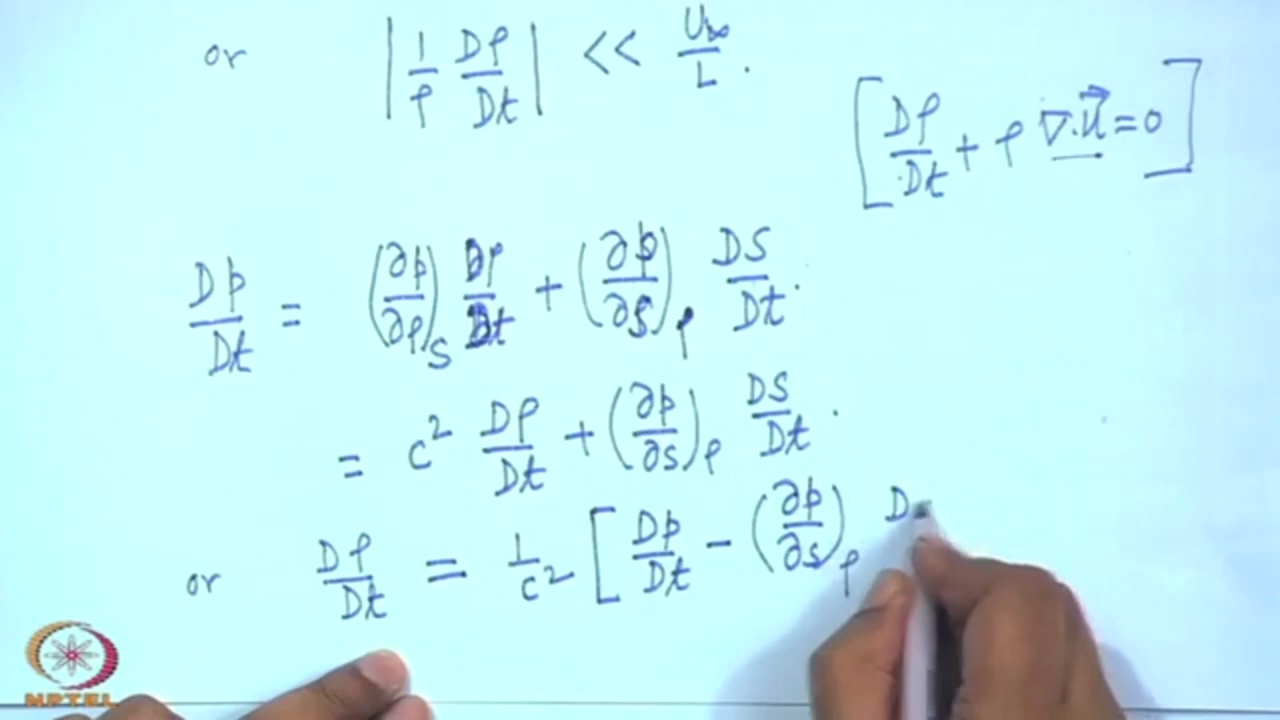 or |1/ρ Dρ/Dt| << U∞/L.
[Dρ/Dt + ρ ∇.u⃗ = 0]
Dp/Dt = (∂p/∂ρ)_S Dρ/Dt + (∂p/∂S)_ρ DS/Dt.
= c² Dρ/Dt + (∂p/∂s)_ρ DS/Dt.
or Dρ/Dt = 1/c² [Dp/Dt - (∂p/∂s)_ρ D
NPTEL